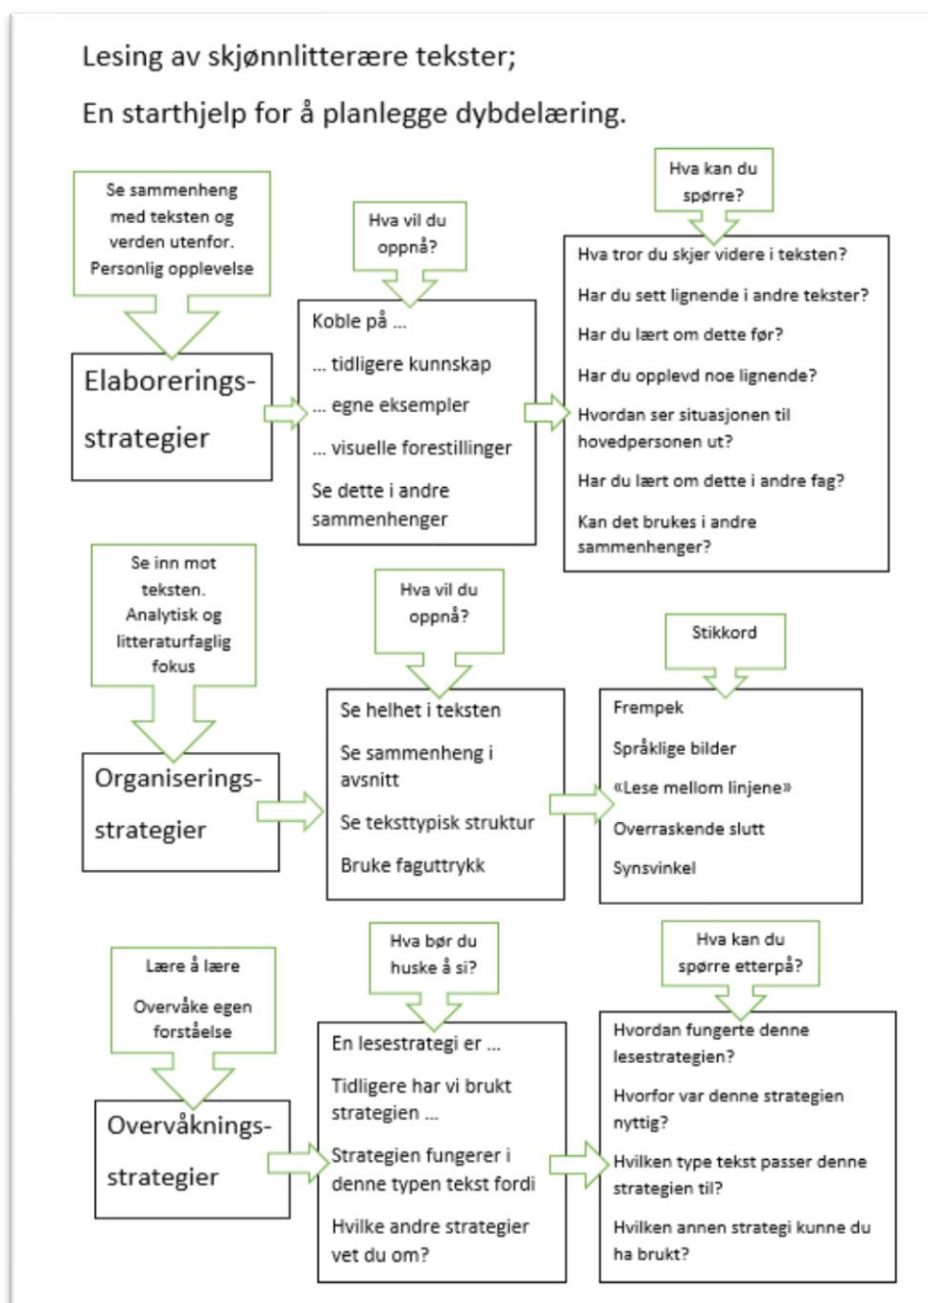 Lesing av skjønnlitterære tekster;
En starthjelp for å planlegge dybdelæring.
Se sammenheng
med teksten og
verden utenfor.
Personlig opplevelse
Elaborerings-
strategier
Hva vil du
oppnå?
Koble på ...
... tidligere kunnskap
... egne eksempler
... visuelle forestillinger
Se dette i andre
sammenhenger
Hva kan du
spørre?
Hva tror du skjer videre i teksten?
Har du sett lignende i andre tekster?
Har du lært om dette før?
Har du opplevd noe lignende?
Hvordan ser situasjonen til
hovedpersonen ut?
Har du lært om dette i andre fag?
Kan det brukes i andre
sammenhenger?
Se inn mot
teksten.
Analytisk og
litteraturfaglig
fokus
Organiserings-
strategier
Hva vil du
oppnå?
Se helhet i teksten
Se sammenheng i
avsnitt
Se teksttypisk struktur
Bruke faguttrykk
Stikkord
Frempek
Språklige bilder
«Lese mellom linjene»
Overraskende slutt
Synsvinkel
Lære å lære
Overvåke egen
forståelse
Overvåknings-
strategier
Hva bør du
huske å si?
En lesestrategi er ...
Tidligere har vi brukt
strategien ...
Strategien fungerer i
denne typen tekst fordi
Hvilke andre strategier
vet du om?
Hva kan du
spørre etterpå?
Hvordan fungerte denne
lesestrategien?
Hvorfor var denne strategien
nyttig?
Hvilken type tekst passer denne
strategien til?
Hvilken annen strategi kunne du
ha brukt?